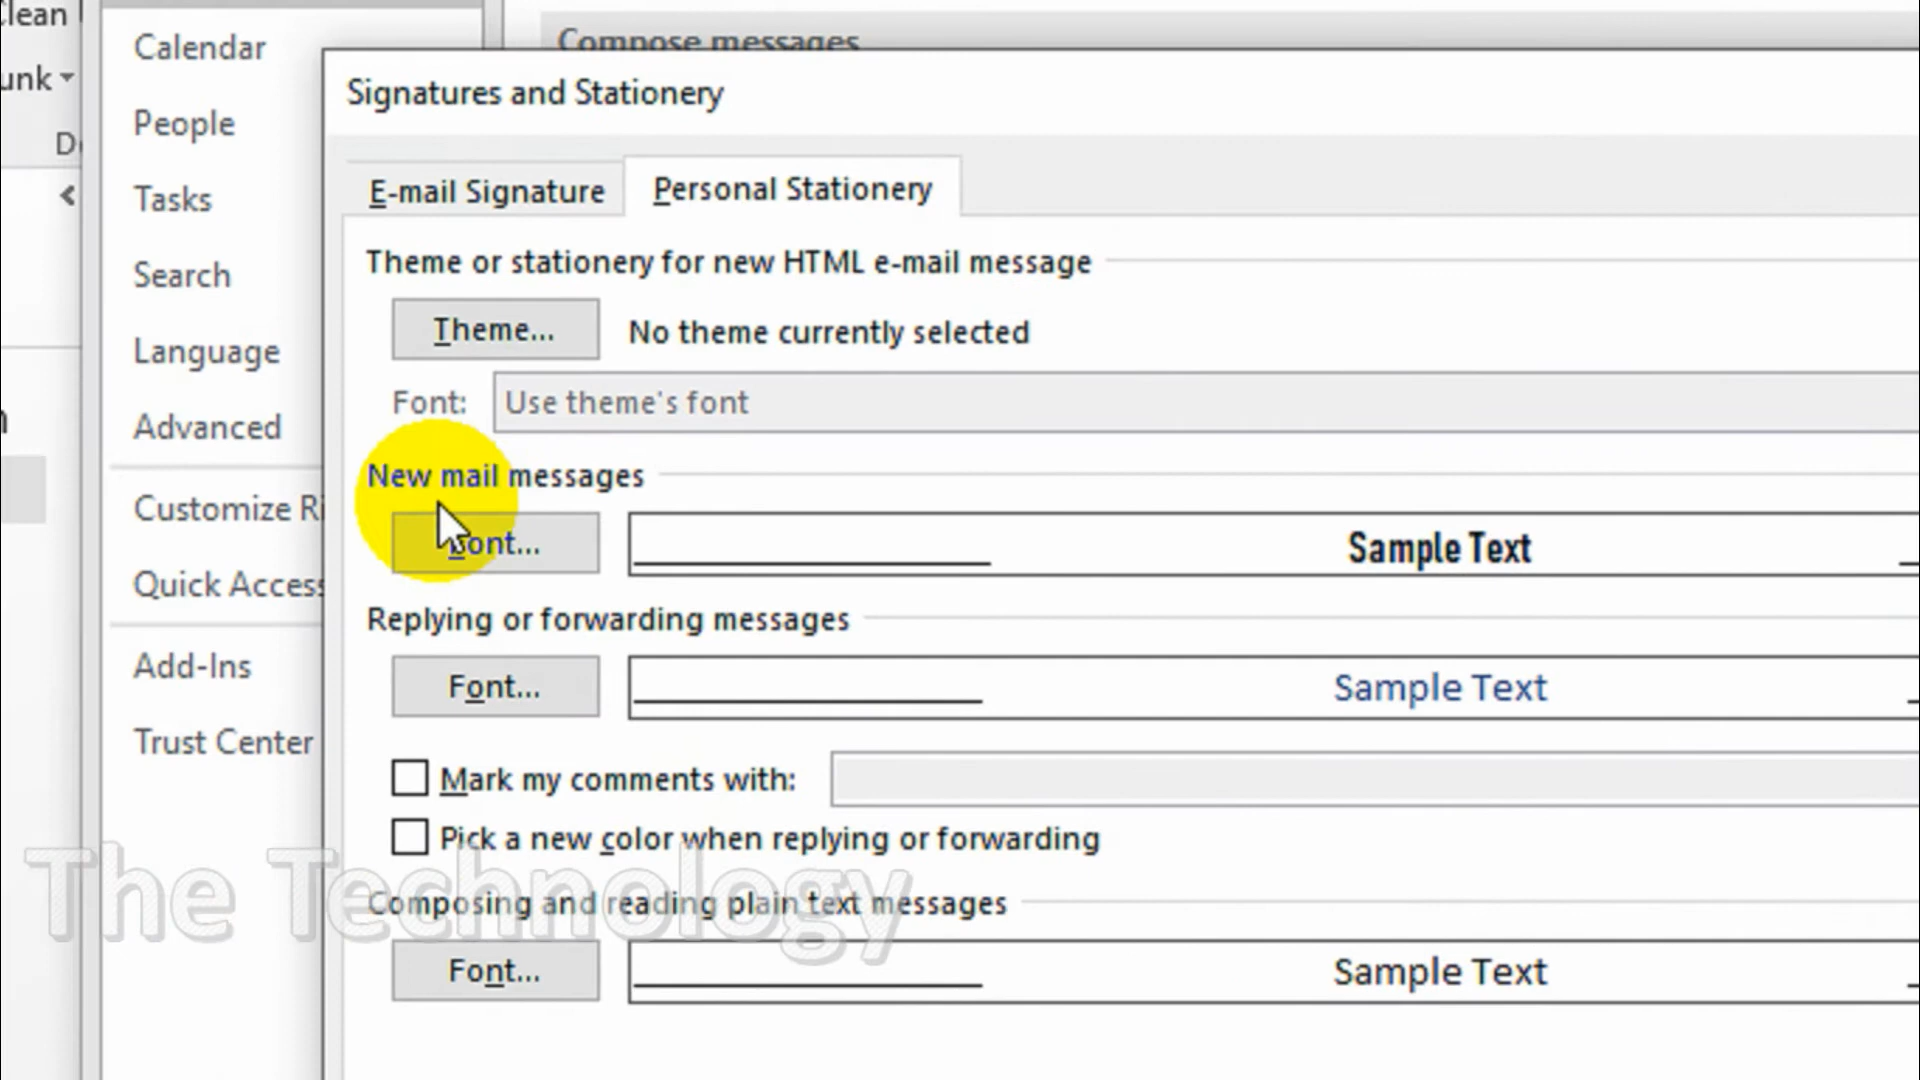 Clean
Calendar
Compose messages
Signatures and Stationery
unk
People
E-mail Signature
Personal Stationery
Tasks
Theme or stationery for new HTML e-mail message
Search
Theme...
No theme currently selected
Language
Font:
Use theme's font
Advanced
New mail messages
Customize Ri
Font...
Sample Text
Quick Access
Replying or forwarding messages
Add-Ins
Font...
Sample Text
Trust Center
Mark my comments with:
Pick a new color when replying or forwarding
The Technology
Composing and reading plain text messages
Font...
Sample Text